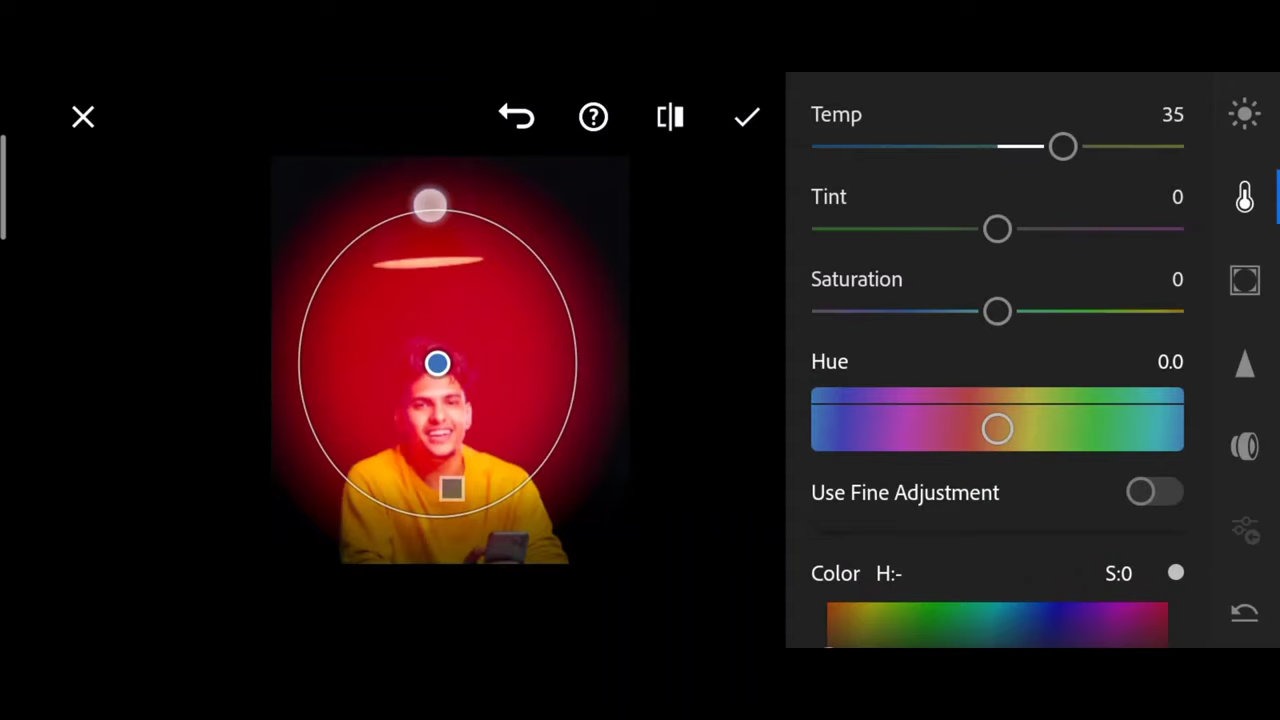 Temp 35
Tint 0
Saturation 0
Hue 0.0
Use Fine Adjustment
Color H:- S:0